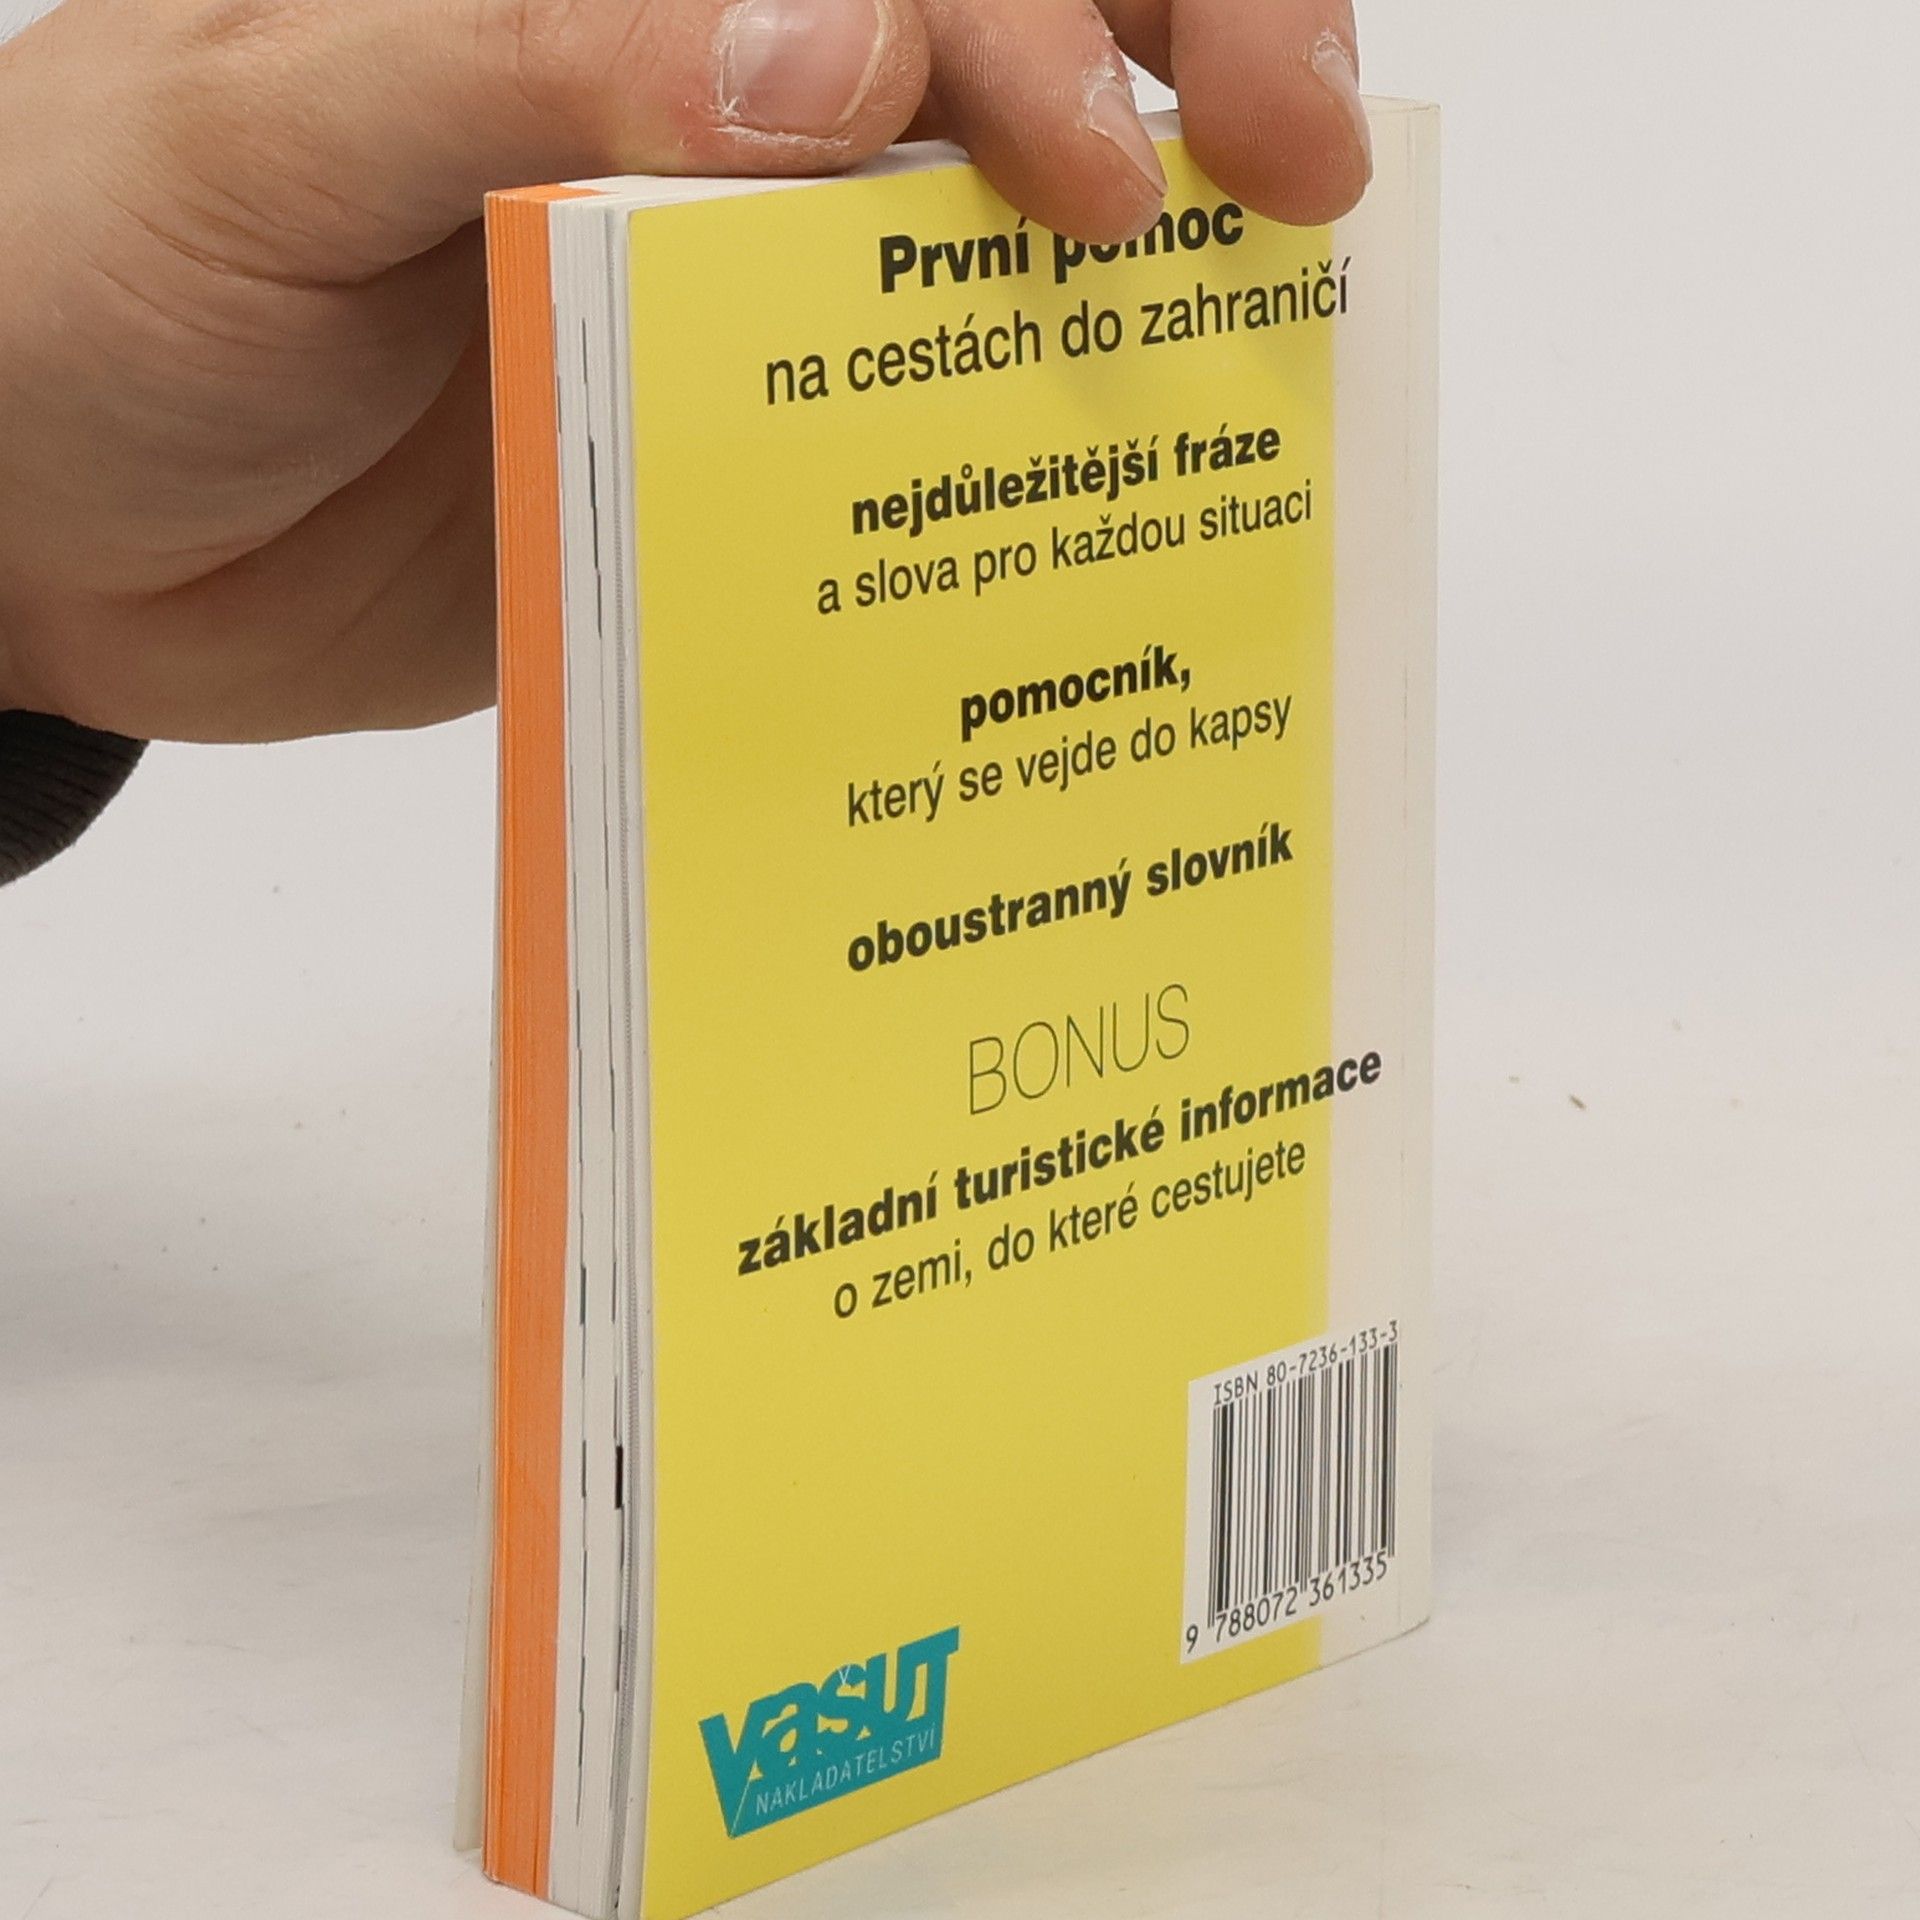 První pomoc
na cestách do zahraničí
nejdůležitější fráze
a slova pro každou situaci
pomocník,
který se vejde do kapsy
oboustranný slovník
BONUS
základní turistické informace
o zemi, do které cestujete
ISBN 80-7236-133-3
9 788072 361335
VAŠUT
NAKLADATELSTVÍ